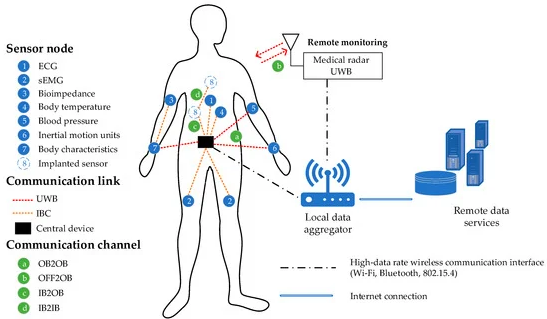 Sensor node
1 ECG
2 sEMG
3 Bioimpedance
4 Body temperature
5 Blood pressure
6 Inertial motion units
7 Body characteristics
8 Implanted sensor
Communication link
UWB
IBC
Central device
Communication channel
a OB2OB
b OFF2OB
c IB2OB
d IB2IB
8
d
3
1
8
4
5
c
a
7
6
2
2
Remote monitoring
b
Medical radar
UWB
Local data
aggregator
Remote data
services
High-data rate wireless communication interface
(Wi-Fi, Bluetooth, 802.15.4)
Internet connection